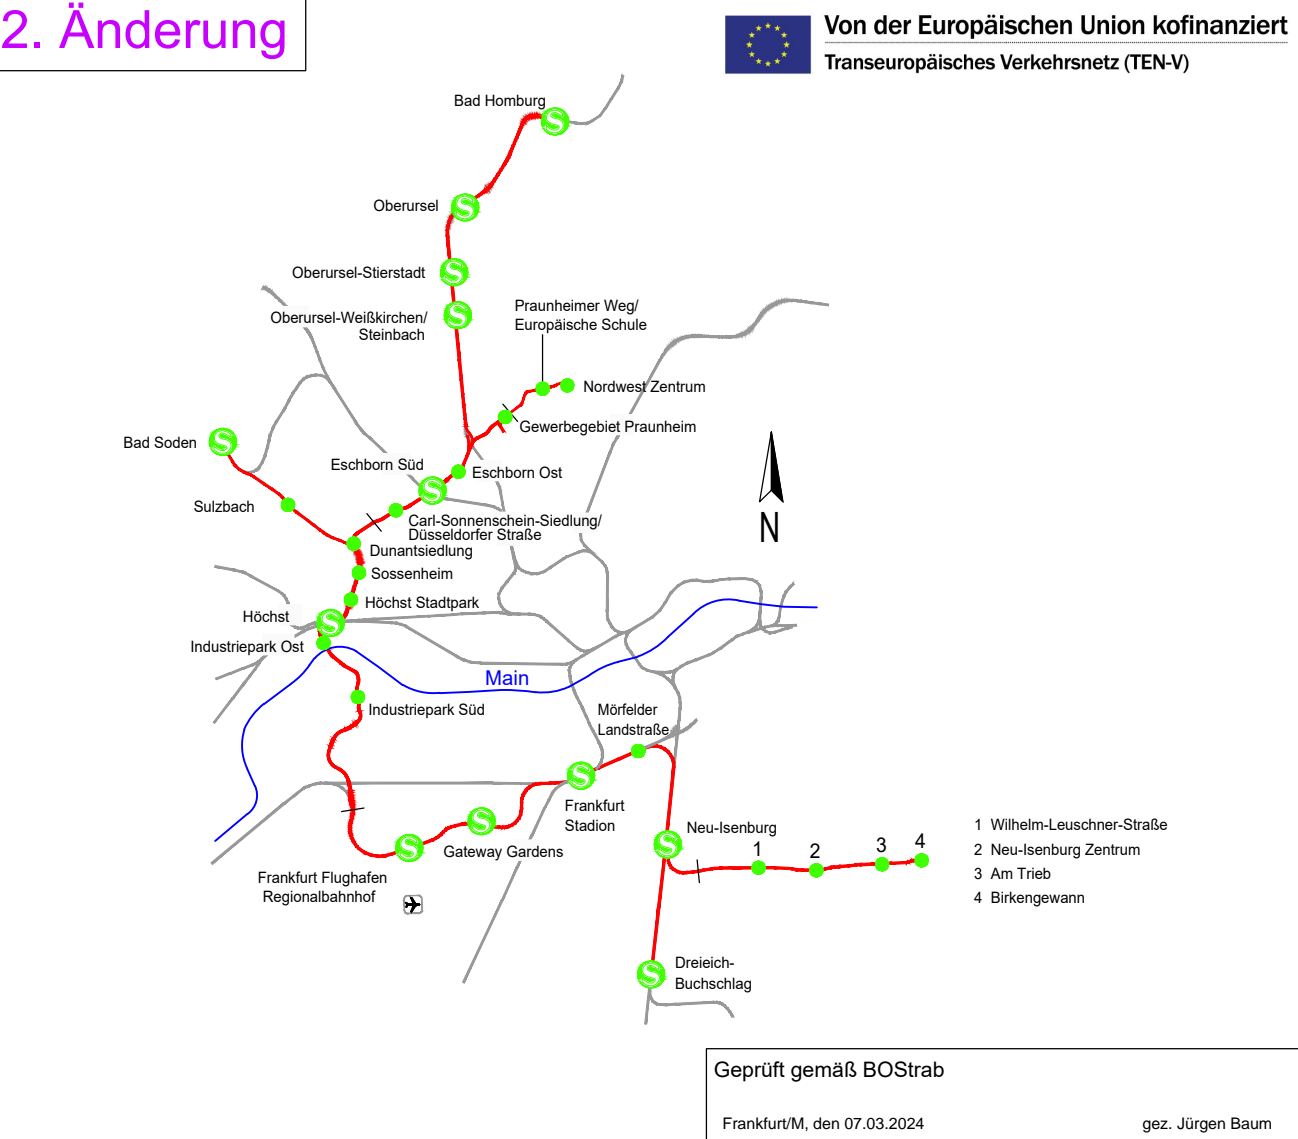 2. Änderung
Von der Europäischen Union kofinanziert
Transeuropäisches Verkehrsnetz (TEN-V)
Bad Homburg
Oberursel
Oberursel-Stierstadt
Oberursel-Weißkirchen/
Steinbach
Praunheimer Weg/
Europäische Schule
Nordwest Zentrum
Gewerbegebiet Praunheim
Bad Soden
Eschborn Süd
Eschborn Ost
Sulzbach
Carl-Sonnenschein-Siedlung/
Düsseldorfer Straße
Dunantsiedlung
N
Sossenheim
Höchst Stadtpark
Höchst
Industriepark Ost
Main
Industriepark Süd
Mörfelder
Landstraße
Frankfurt
Stadion
Gateway Gardens
Frankfurt Flughafen
Regionalbahnhof
Neu-Isenburg
1 2 3 4
1 Wilhelm-Leuschner-Straße
2 Neu-Isenburg Zentrum
3 Am Trieb
4 Birkengewann
Dreieich-
Buchschlag
Geprüft gemäß BOStrab
Frankfurt/M, den 07.03.2024 gez. Jürgen Baum